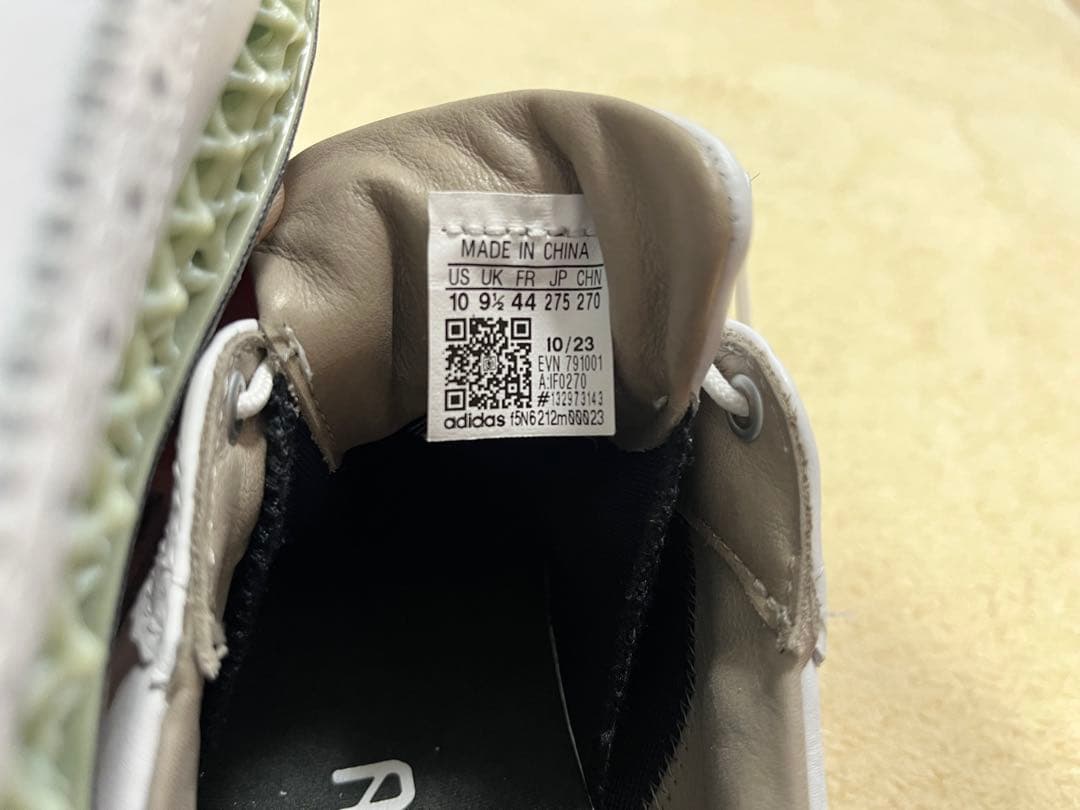 MADE IN CHINA
US UK FR JP CHN
10 9½ 44 275 270
10/23
EVN 791001
A:IF0270
#132973143
adidas f5N6212m00023
R